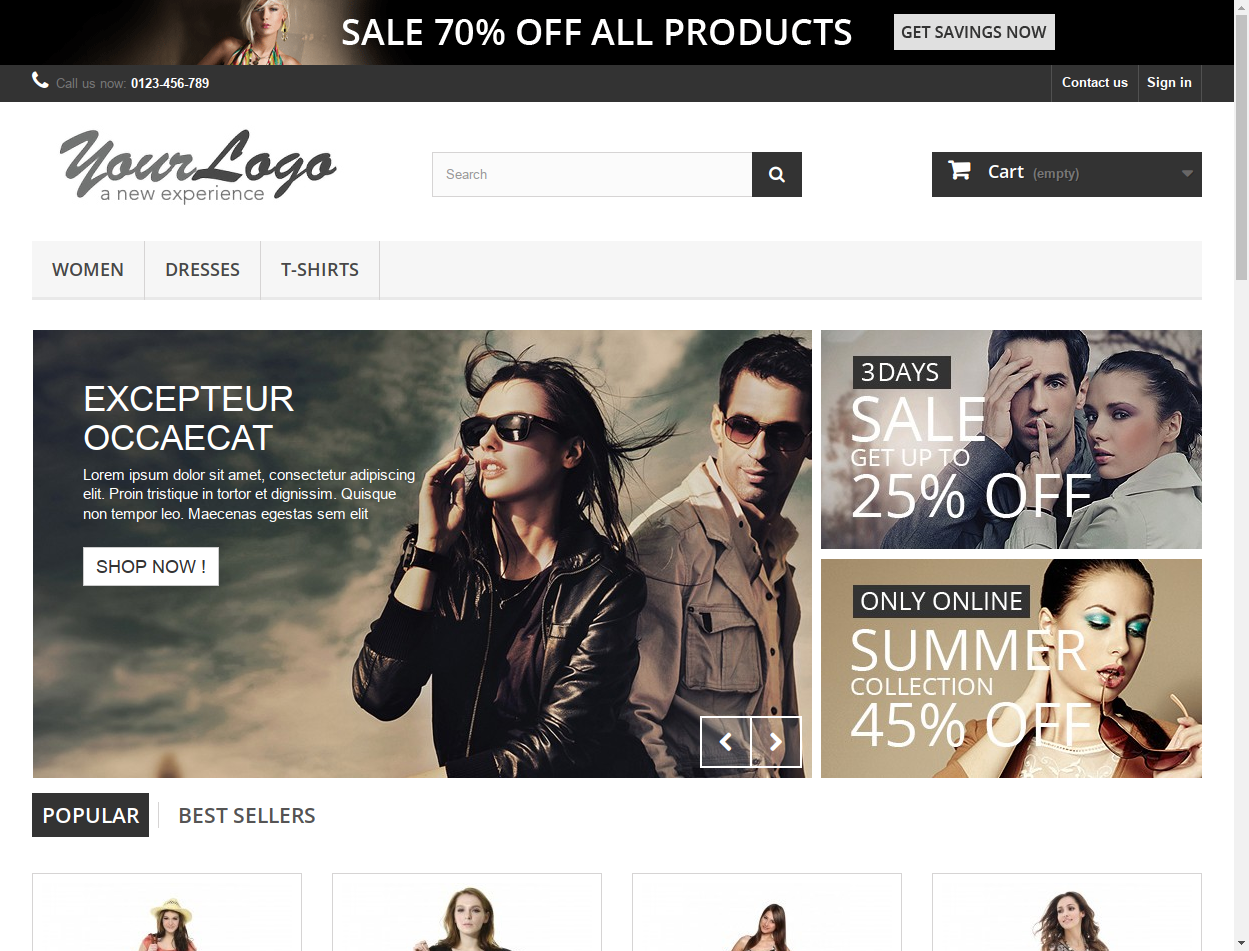 SALE 70% OFF ALL PRODUCTS
GET SAVINGS NOW
Call us now: 0123-456-789
Contact us
Sign in
YourLogo
a new experience
Search
Cart (empty)
WOMEN
DRESSES
T-SHIRTS
EXCEPTEUR
OCCAECAT
Lorem ipsum dolor sit amet, consectetur adipiscing
elit. Proin tristique in tortor et dignissim. Quisque
non tempor leo. Maecenas egestas sem elit
SHOP NOW !
3 DAYS
SALE
GET UP TO
25% OFF
ONLY ONLINE
SUMMER
COLLECTION
45% OFF
POPULAR
BEST SELLERS